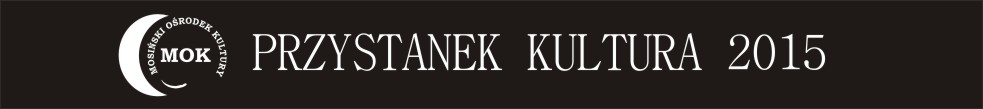 MOSIŃSKI OŚRODEK KULTURY
MOK
PRZYSTANEK KULTURA 2015